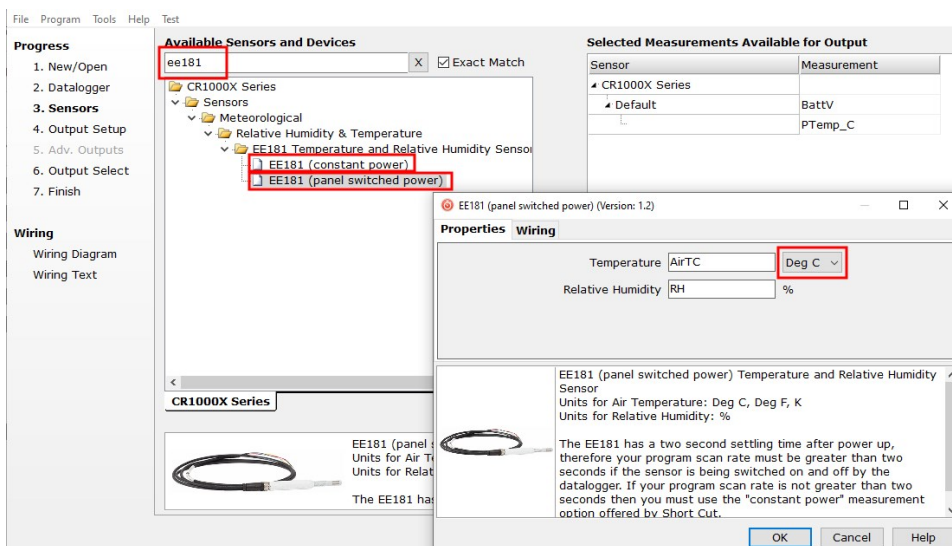 File Program Tools Help Test
Progress
1. New/Open
2. Datalogger
3. Sensors
4. Output Setup
5. Adv. Outputs
6. Output Select
7. Finish
Wiring
Wiring Diagram
Wiring Text
Available Sensors and Devices
ee181
X
Exact Match
CR1000X Series
Sensors
Meteorological
Relative Humidity & Temperature
EE181 Temperature and Relative Humidity Senso
EE181 (constant power)
EE181 (panel switched power)
CR1000X Series
EE181 (panel
Units for Air T
Units for Relat
The EE181 ha
Selected Measurements Available for Output
Sensor Measurement
CR1000X Series
Default BattV
PTemp_C
EE181 (panel switched power) (Version: 1.2)
Properties Wiring
Temperature AirTC Deg C
Relative Humidity RH %
EE181 (panel switched power) Temperature and Relative Humidity
Sensor
Units for Air Temperature: Deg C, Deg F, K
Units for Relative Humidity: %
The EE181 has a two second settling time after power up,
therefore your program scan rate must be greater than two
seconds if the sensor is being switched on and off by the
datalogger. If your program scan rate is not greater than two
seconds then you must use the "constant power" measurement
option offered by Short Cut.
OK Cancel Help